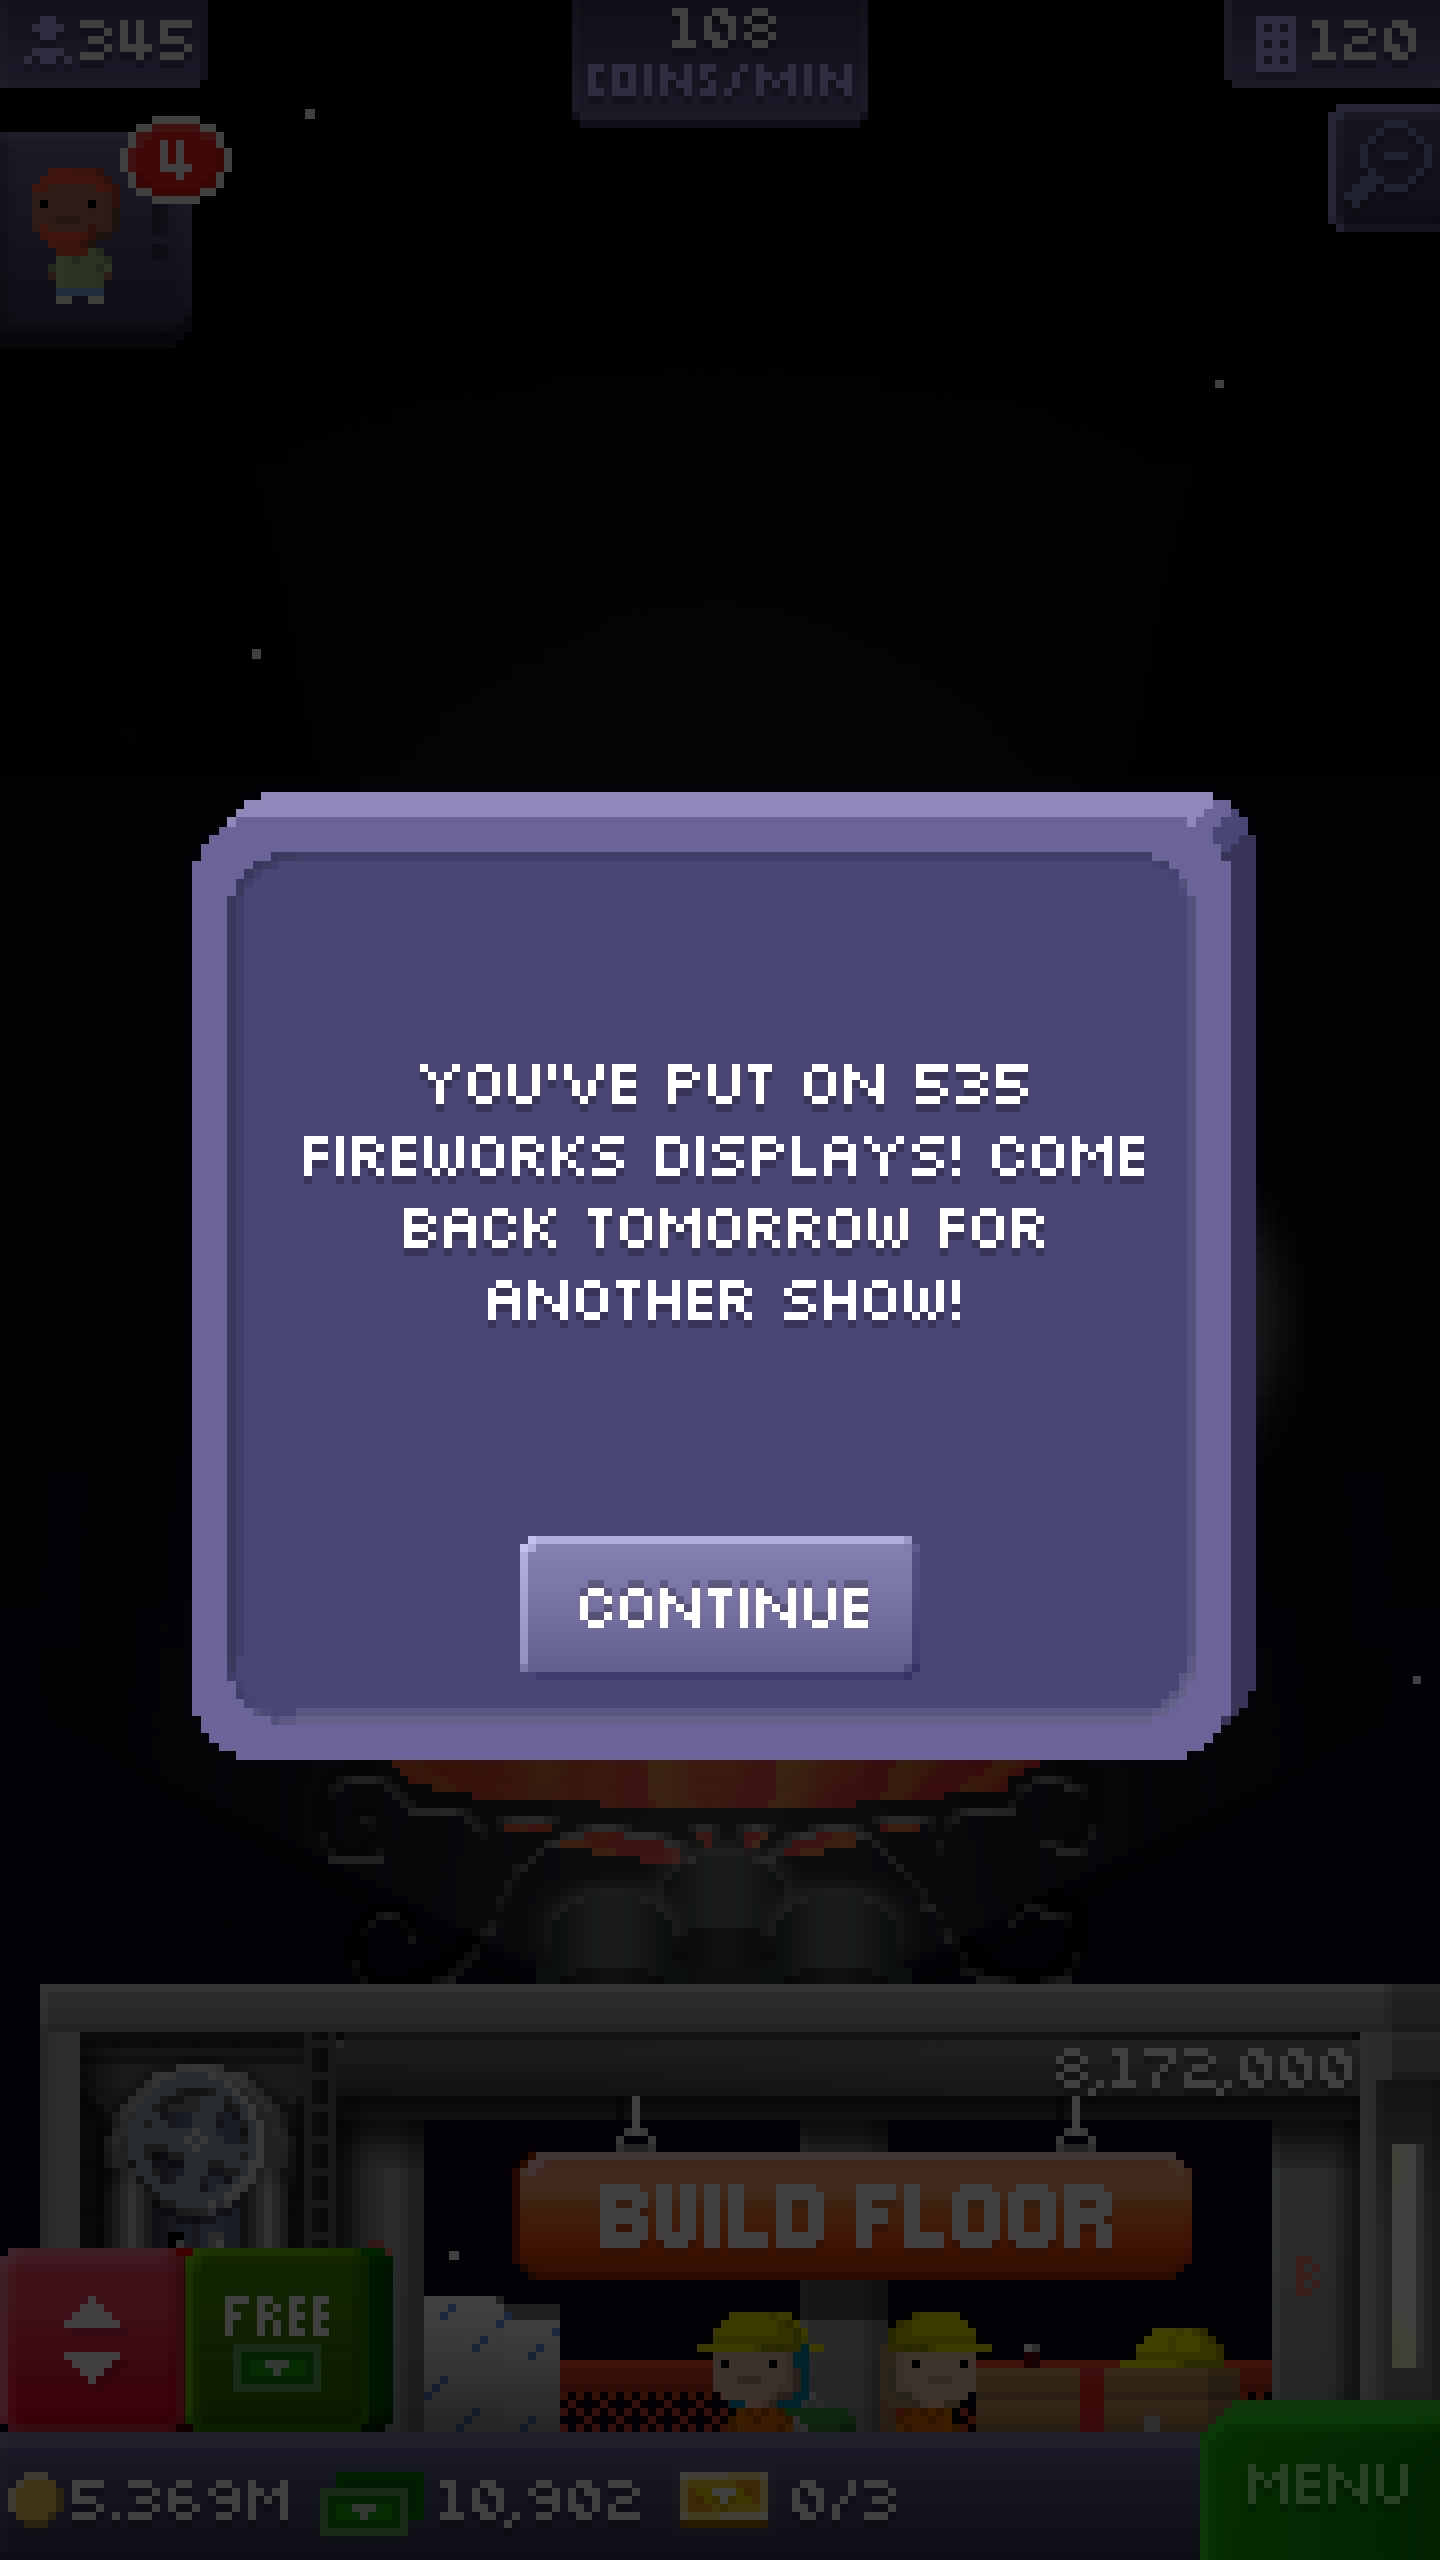 345
108
COINS/MIN
120
4
YOU'VE PUT ON 535
FIREWORKS DISPLAYS! COME
BACK TOMORROW FOR
ANOTHER SHOW!
CONTINUE
8,172,000
BUILD FLOOR
B
FREE
5.369M
10,902
0/3
MENU